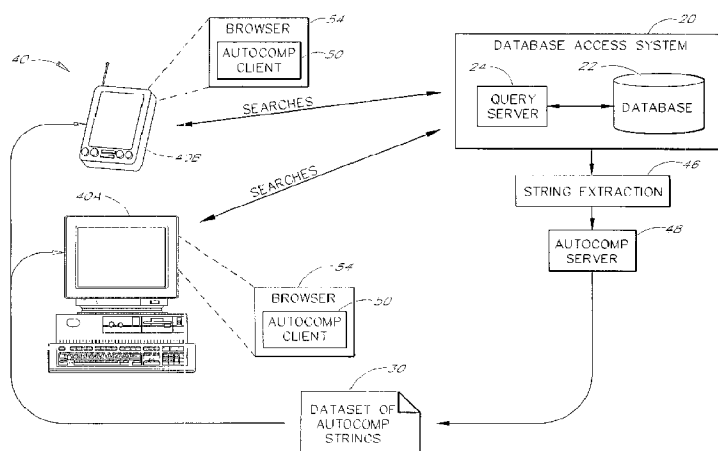 54
BROWSER
AUTOCOMP
CLIENT
50
40
40B
SEARCHES
SEARCHES
20
DATABASE ACCESS SYSTEM
24
22
QUERY
SERVER
DATABASE
46
STRING EXTRACTION
48
AUTOCOMP
SERVER
40A
54
BROWSER
50
AUTOCOMP
CLIENT
30
DATASET OF
AUTOCOMP
STRINGS